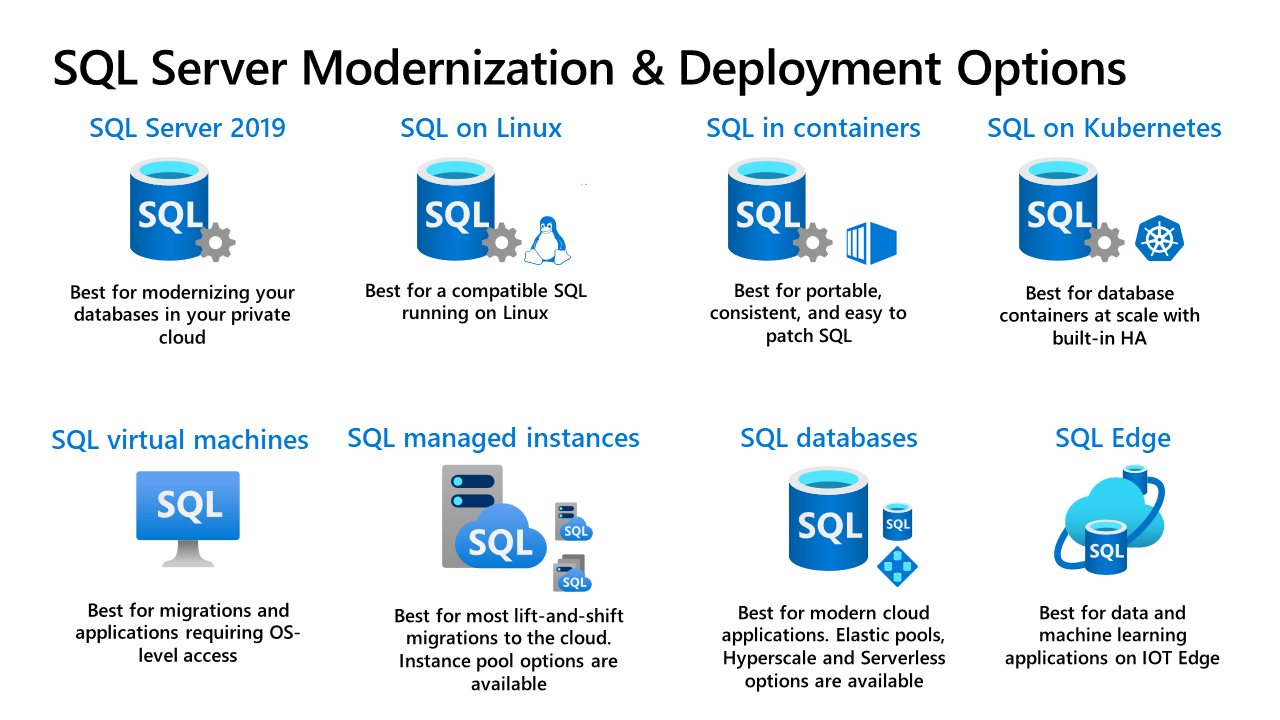 SQL Server Modernization & Deployment Options
SQL Server 2019
SQL
Best for modernizing your
databases in your private
cloud
SQL on Linux
SQL
Best for a compatible SQL
running on Linux
SQL in containers
SQL
Best for portable,
consistent, and easy to
patch SQL
SQL on Kubernetes
SQL
Best for database
containers at scale with
built-in HA
SQL virtual machines
SQL
Best for migrations and
applications requiring OS-
level access
SQL managed instances
SQL
SQL
SQL
Best for most lift-and-shift
migrations to the cloud.
Instance pool options are
available
SQL databases
SQL
SQL
Best for modern cloud
applications. Elastic pools,
Hyperscale and Serverless
options are available
SQL Edge
SQL
Best for data and
machine learning
applications on IOT Edge